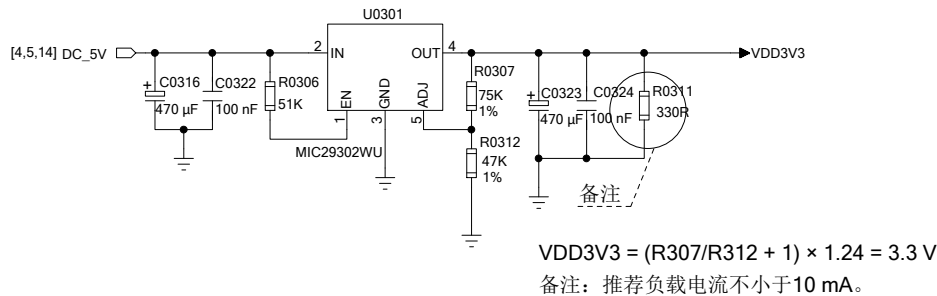 U0301
[4,5,14] DC_5V
2 IN
OUT 4
VDD3V3
+ C0316
470 µF
C0322
100 nF
R0306
51K
EN
1
GND
3
ADJ
5
MIC29302WU
R0307
75K
1%
R0312
47K
1%
+ C0323
470 µF
C0324
100 nF
R0311
330R
备注
VDD3V3 = (R307/R312 + 1) × 1.24 = 3.3 V
备注：推荐负载电流不小于10 mA。